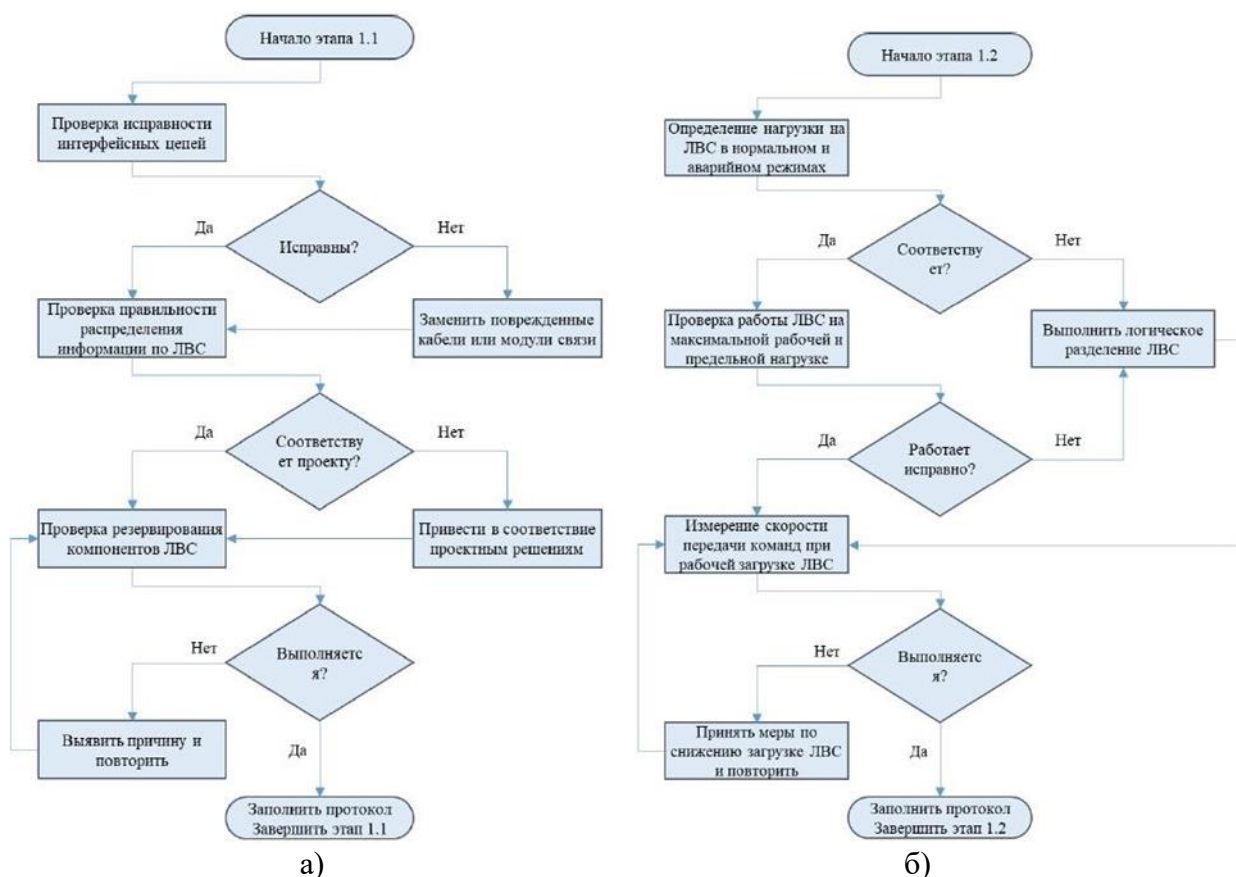 Начало этапа 1.1
Проверка исправности
интерфейсных цепей
Исправны?
Да
Нет
Проверка правильности
распределения
информации по ЛВС
Заменить поврежденные
кабели или модули связи
Соответству
ет проекту?
Да
Нет
Проверка резервирования
компонентов ЛВС
Привести в соответствие
проектным решениям
Выполняетс
я?
Нет
Да
Выявить причину и
повторить
Заполнить протокол
Завершить этап 1.1
а)
Начало этапа 1.2
Определение нагрузки на
ЛВС в нормальном и
аварийном режимах
Соответству
ет?
Да
Нет
Проверка работы ЛВС на
максимальной рабочей и
предельной нагрузке
Выполнить логическое
разделение ЛВС
Работает
исправно?
Да
Нет
Измерение скорости
передачи команд при
рабочей загрузке ЛВС
Выполняетс
я?
Нет
Да
Принять меры по
снижению загрузке ЛВС
и повторить
Заполнить протокол
Завершить этап 1.2
б)